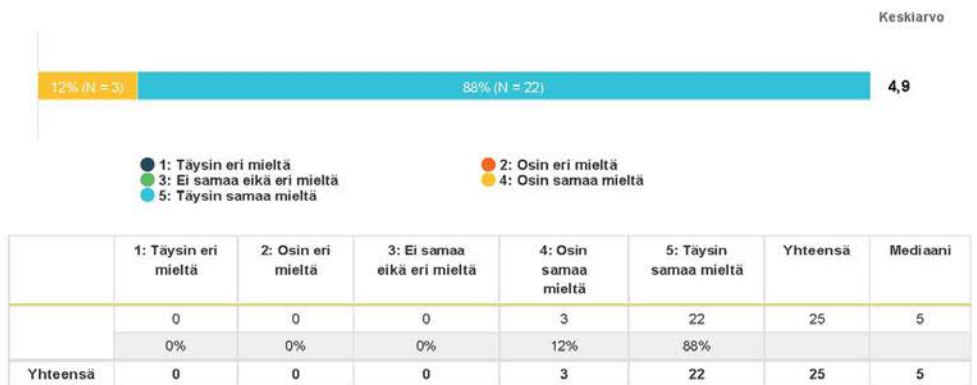 Keskiarvo
12% (N = 3)
88% (N = 22)
4,9
1: Täysin eri mieltä
2: Osin eri mieltä
3: Ei samaa eikä eri mieltä
4: Osin samaa mieltä
5: Täysin samaa mieltä
1: Täysin eri mieltä
2: Osin eri mieltä
3: Ei samaa eikä eri mieltä
4: Osin samaa mieltä
5: Täysin samaa mieltä
Yhteensä
Mediaani
0 0 0 3 22 25 5
0% 0% 0% 12% 88%
Yhteensä 0 0 0 3 22 25 5